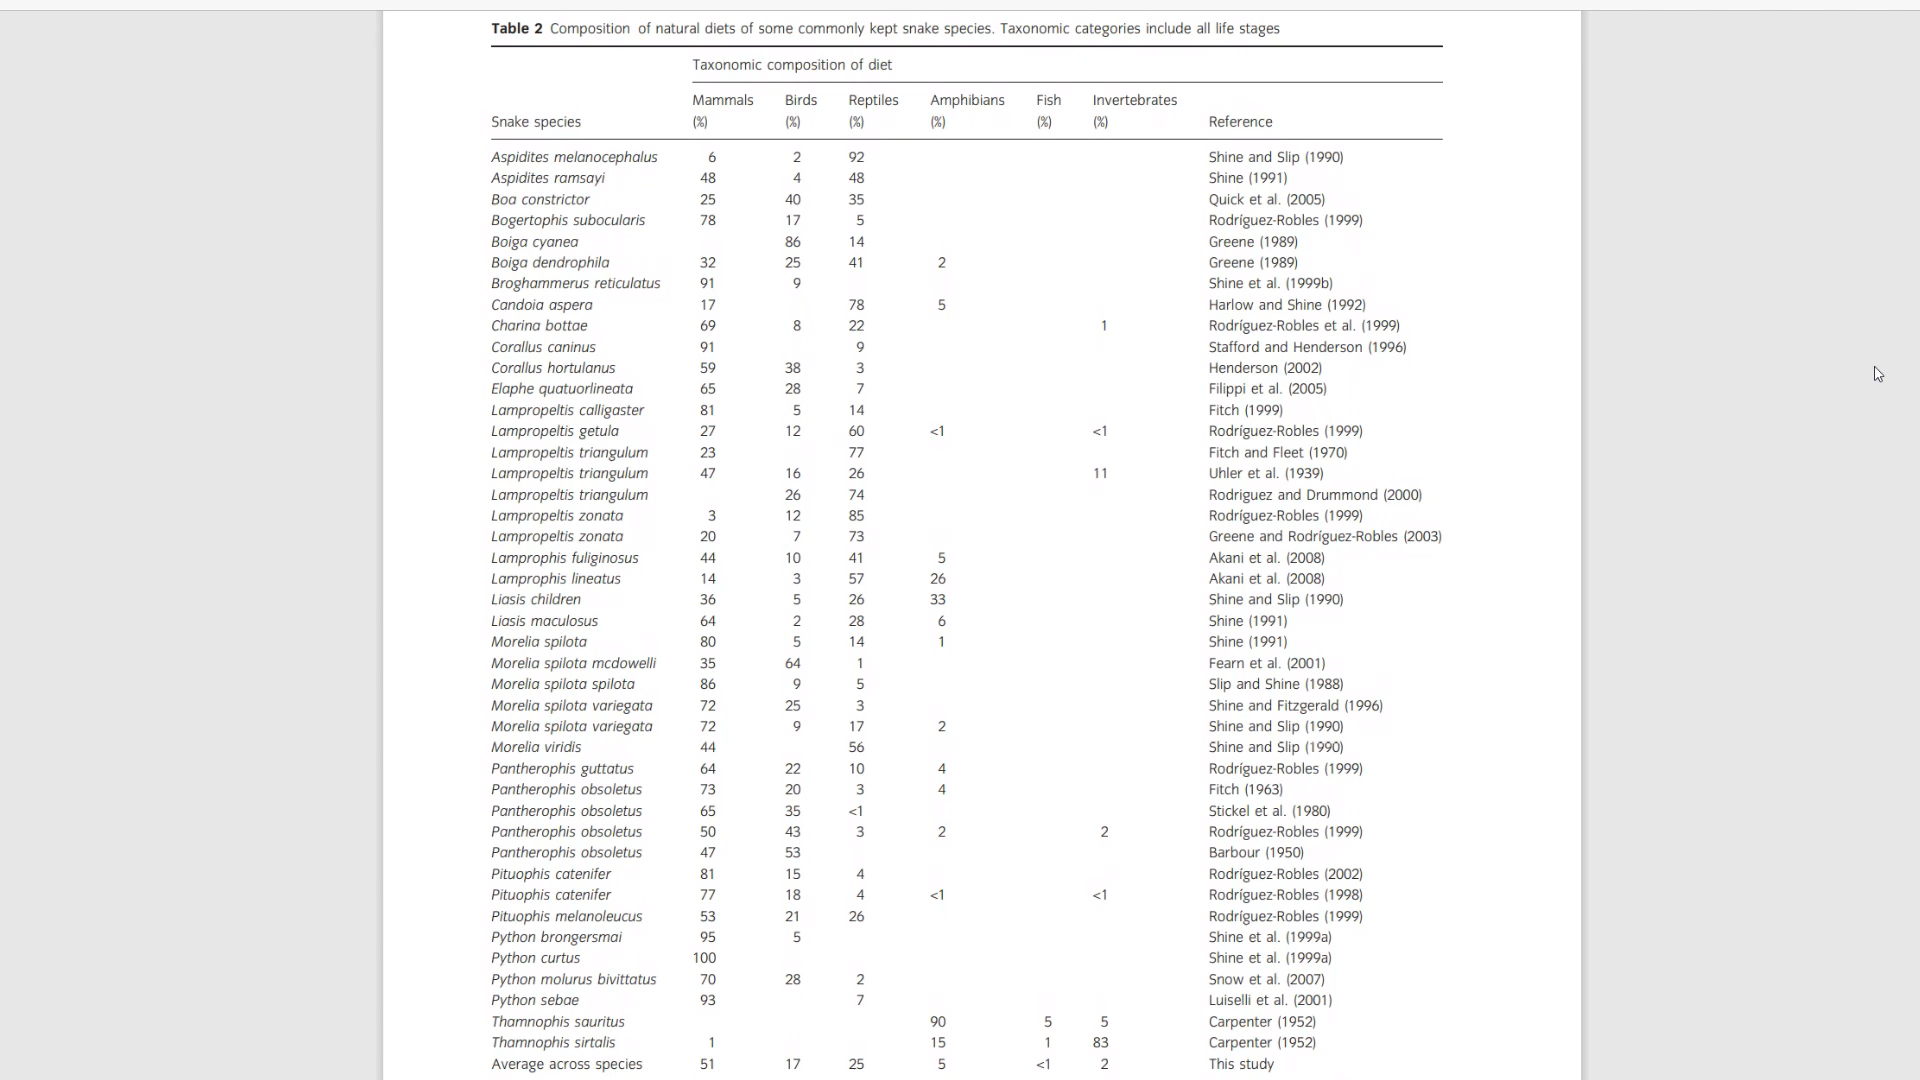 Table 2 Composition of natural diets of some commonly kept snake species. Taxonomic categories include all life stages
Taxonomic composition of diet
Mammals Birds Reptiles Amphibians Fish Invertebrates
Snake species (%) (%) (%) (%) (%) (%) Reference
Aspidites melanocephalus 6 2 92 Shine and Slip (1990)
Aspidites ramsayi 48 4 48 Shine (1991)
Boa constrictor 25 40 35 Quick et al. (2005)
Bogertophis subocularis 78 17 5 Rodríguez-Robles (1999)
Boiga cyanea 86 14 Greene (1989)
Boiga dendrophila 32 25 41 2 Greene (1989)
Broghammerus reticulatus 91 9 Shine et al. (1999b)
Candoia aspera 17 78 5 Harlow and Shine (1992)
Charina bottae 69 8 22 1 Rodríguez-Robles et al. (1999)
Corallus caninus 91 9 Stafford and Henderson (1996)
Corallus hortulanus 59 38 3 Henderson (2002)
Elaphe quatuorlineata 65 28 7 Filippi et al. (2005)
Lampropeltis calligaster 81 5 14 Fitch (1999)
Lampropeltis getula 27 12 60 <1 <1 Rodríguez-Robles (1999)
Lampropeltis triangulum 23 77 Fitch and Fleet (1970)
Lampropeltis triangulum 47 16 26 11 Uhler et al. (1939)
Lampropeltis triangulum 26 74 Rodriguez and Drummond (2000)
Lampropeltis zonata 3 12 85 Rodríguez-Robles (1999)
Lampropeltis zonata 20 7 73 Greene and Rodríguez-Robles (2003)
Lamprophis fuliginosus 44 10 41 5 Akani et al. (2008)
Lamprophis lineatus 14 3 57 26 Akani et al. (2008)
Liasis children 36 5 26 33 Shine and Slip (1990)
Liasis maculosus 64 2 28 6 Shine (1991)
Morelia spilota 80 5 14 1 Shine (1991)
Morelia spilota mcdowelli 35 64 1 Fearn et al. (2001)
Morelia spilota spilota 86 9 5 Slip and Shine (1988)
Morelia spilota variegata 72 25 3 Shine and Fitzgerald (1996)
Morelia spilota variegata 72 9 17 2 Shine and Slip (1990)
Morelia viridis 44 56 Shine and Slip (1990)
Pantherophis guttatus 64 22 10 4 Rodríguez-Robles (1999)
Pantherophis obsoletus 73 20 3 4 Fitch (1963)
Pantherophis obsoletus 65 35 <1 Stickel et al. (1980)
Pantherophis obsoletus 50 43 3 2 2 Rodríguez-Robles (1999)
Pantherophis obsoletus 47 53 Barbour (1950)
Pituophis catenifer 81 15 4 Rodríguez-Robles (2002)
Pituophis catenifer 77 18 4 <1 <1 Rodríguez-Robles (1998)
Pituophis melanoleucus 53 21 26 Rodríguez-Robles (1999)
Python brongersmai 95 5 Shine et al. (1999a)
Python curtus 100 Shine et al. (1999a)
Python molurus bivittatus 70 28 2 Snow et al. (2007)
Python sebae 93 7 Luiselli et al. (2001)
Thamnophis sauritus 90 5 5 Carpenter (1952)
Thamnophis sirtalis 1 15 1 83 Carpenter (1952)
Average across species 51 17 25 5 <1 2 This study